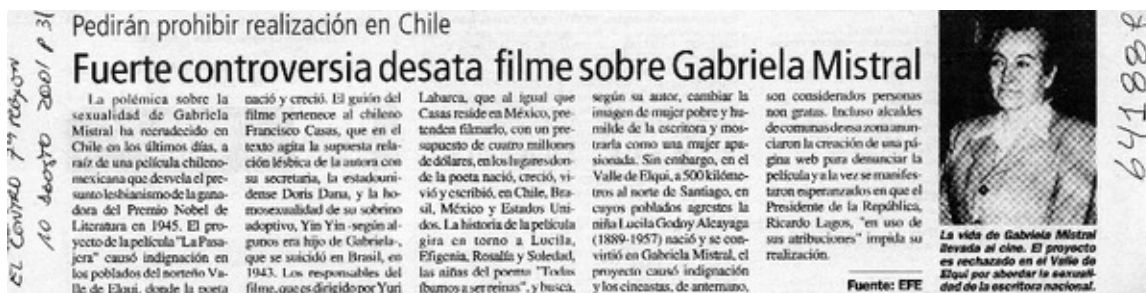 Pedirán prohibir realización en Chile
Fuerte controversia desata filme sobre Gabriela Mistral
La polémica sobre la
sexualidad de Gabriela
Mistral ha recrudecido en
Chile en los últimos días, a
raíz de una película chileno-
mexicana que desvela el pre-
sunto lesbianismo de la gana-
dora del Premio Nobel de
Literatura en 1945. El pro-
yecto de la película "La Pasa-
jera" causó indignación en
los poblados del norteño Va-
lle de Elqui, donde la poeta
nació y creció. El guión del
filme pertenece al chileno
Francisco Casas, que en el
texto agita la supuesta rela-
ción lésbica de la autora con
su secretaria, la estadouni-
dense Doris Dana, y la ho-
mosexualidad de su sobrino
adoptivo, Yin Yin -según al-
gunos era hijo de Gabriela-,
que se suicidó en Brasil, en
1943. Los responsables del
filme, que es dirigido por Yuri
Labarca, que al igual que
Casas reside en México, pre-
tenden filmarlo, con un pre-
supuesto de cuatro millones
de dólares, en los lugares don-
de la poeta nació, creció, vi-
vió y escribió, en Chile, Bra-
sil, México y Estados Uni-
dos. La historia de la película
gira en torno a Lucila,
Efigenia, Rosalía y Soledad,
las niñas del poema "Todas
íbamos a ser reinas", y busca,
según su autor, cambiar la
imagen de mujer pobre y hu-
milde de la escritora y mos-
trarla como una mujer apa-
sionada. Sin embargo, en el
Valle de Elqui, a 500 kilóme-
tros al norte de Santiago, en
cuyos poblados agrestes la
niña Lucila Godoy Alcayaga
(1889-1957) nació y se con-
virtió en Gabriela Mistral, el
proyecto causó indignación
y los cineastas, de antemano,
son considerados personas
non gratas. Incluso alcaldes
de comunas de esa zona anun-
ciaron la creación de una pá-
gina web para denunciar la
película y a la vez se manifes-
taron esperanzados en que el
Presidente de la República,
Ricardo Lagos, "en uso de
sus atribuciones" impida su
realización.
Fuente: EFE
La vida de Gabriela Mistral
llevada al cine. El proyecto
es rechazado en el Valle de
Elqui por abordar la sexuali-
dad de la escritora nacional.
EL CENTRO 7ª REGION
10 AGOSTO 2001 P 31